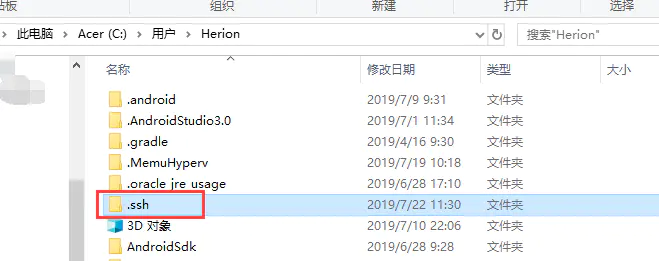 贴板 组织 新建 打开 选择
此电脑 > Acer (C:) > 用户 > Herion 搜索"Herion"
名称 修改日期 类型 大小
.android 2019/7/9 9:31 文件夹
.AndroidStudio3.0 2019/7/1 11:34 文件夹
.gradle 2019/4/16 9:30 文件夹
.MemuHyperv 2019/7/19 10:18 文件夹
.oracle_jre_usage 2019/6/28 17:10 文件夹
.ssh 2019/7/22 11:30 文件夹
3D 对象 2019/7/10 22:06 文件夹
AndroidSdk 2019/6/28 9:28 文件夹